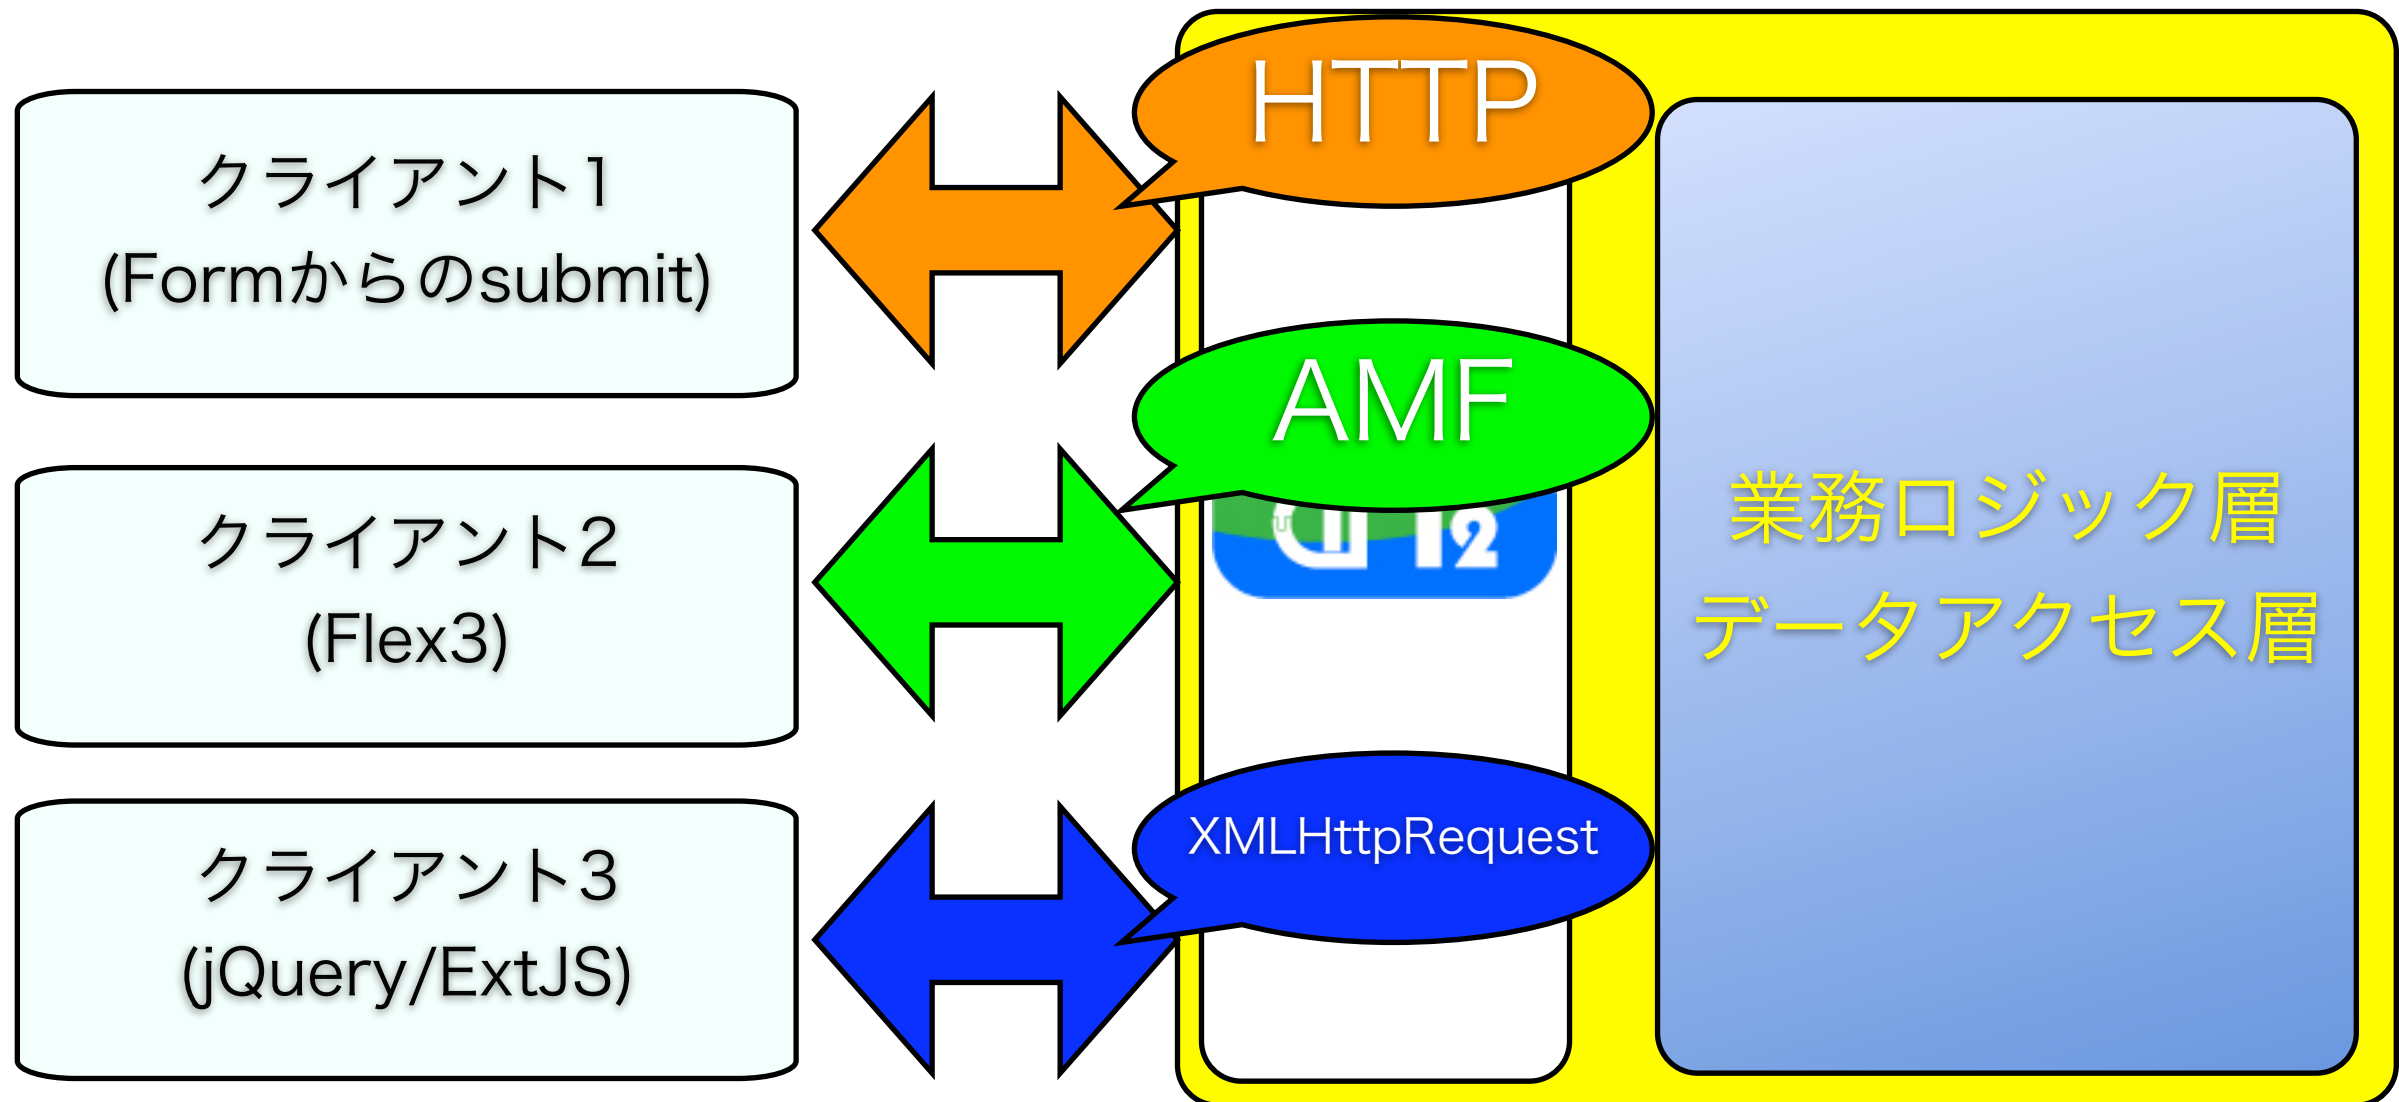 クライアント1
(Formからのsubmit)
クライアント2
(Flex3)
クライアント3
(jQuery/ExtJS)
HTTP
AMF
XMLHttpRequest
業務ロジック層
データアクセス層